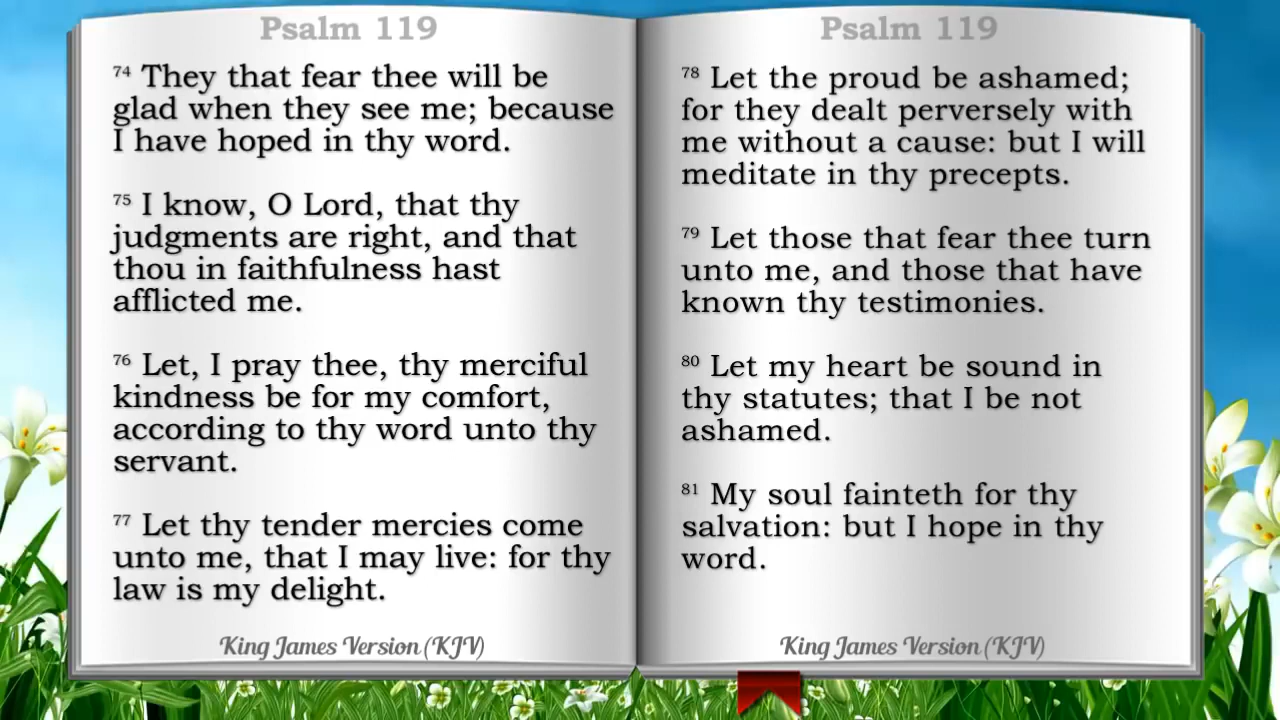 Psalm 119
74 They that fear thee will be
glad when they see me; because
I have hoped in thy word.
75 I know, O Lord, that thy
judgments are right, and that
thou in faithfulness hast
afflicted me.
76 Let, I pray thee, thy merciful
kindness be for my comfort,
according to thy word unto thy
servant.
77 Let thy tender mercies come
unto me, that I may live: for thy
law is my delight.
King James Version (KJV)
Psalm 119
78 Let the proud be ashamed;
for they dealt perversely with
me without a cause: but I will
meditate in thy precepts.
79 Let those that fear thee turn
unto me, and those that have
known thy testimonies.
80 Let my heart be sound in
thy statutes; that I be not
ashamed.
81 My soul fainteth for thy
salvation: but I hope in thy
word.
King James Version (KJV)